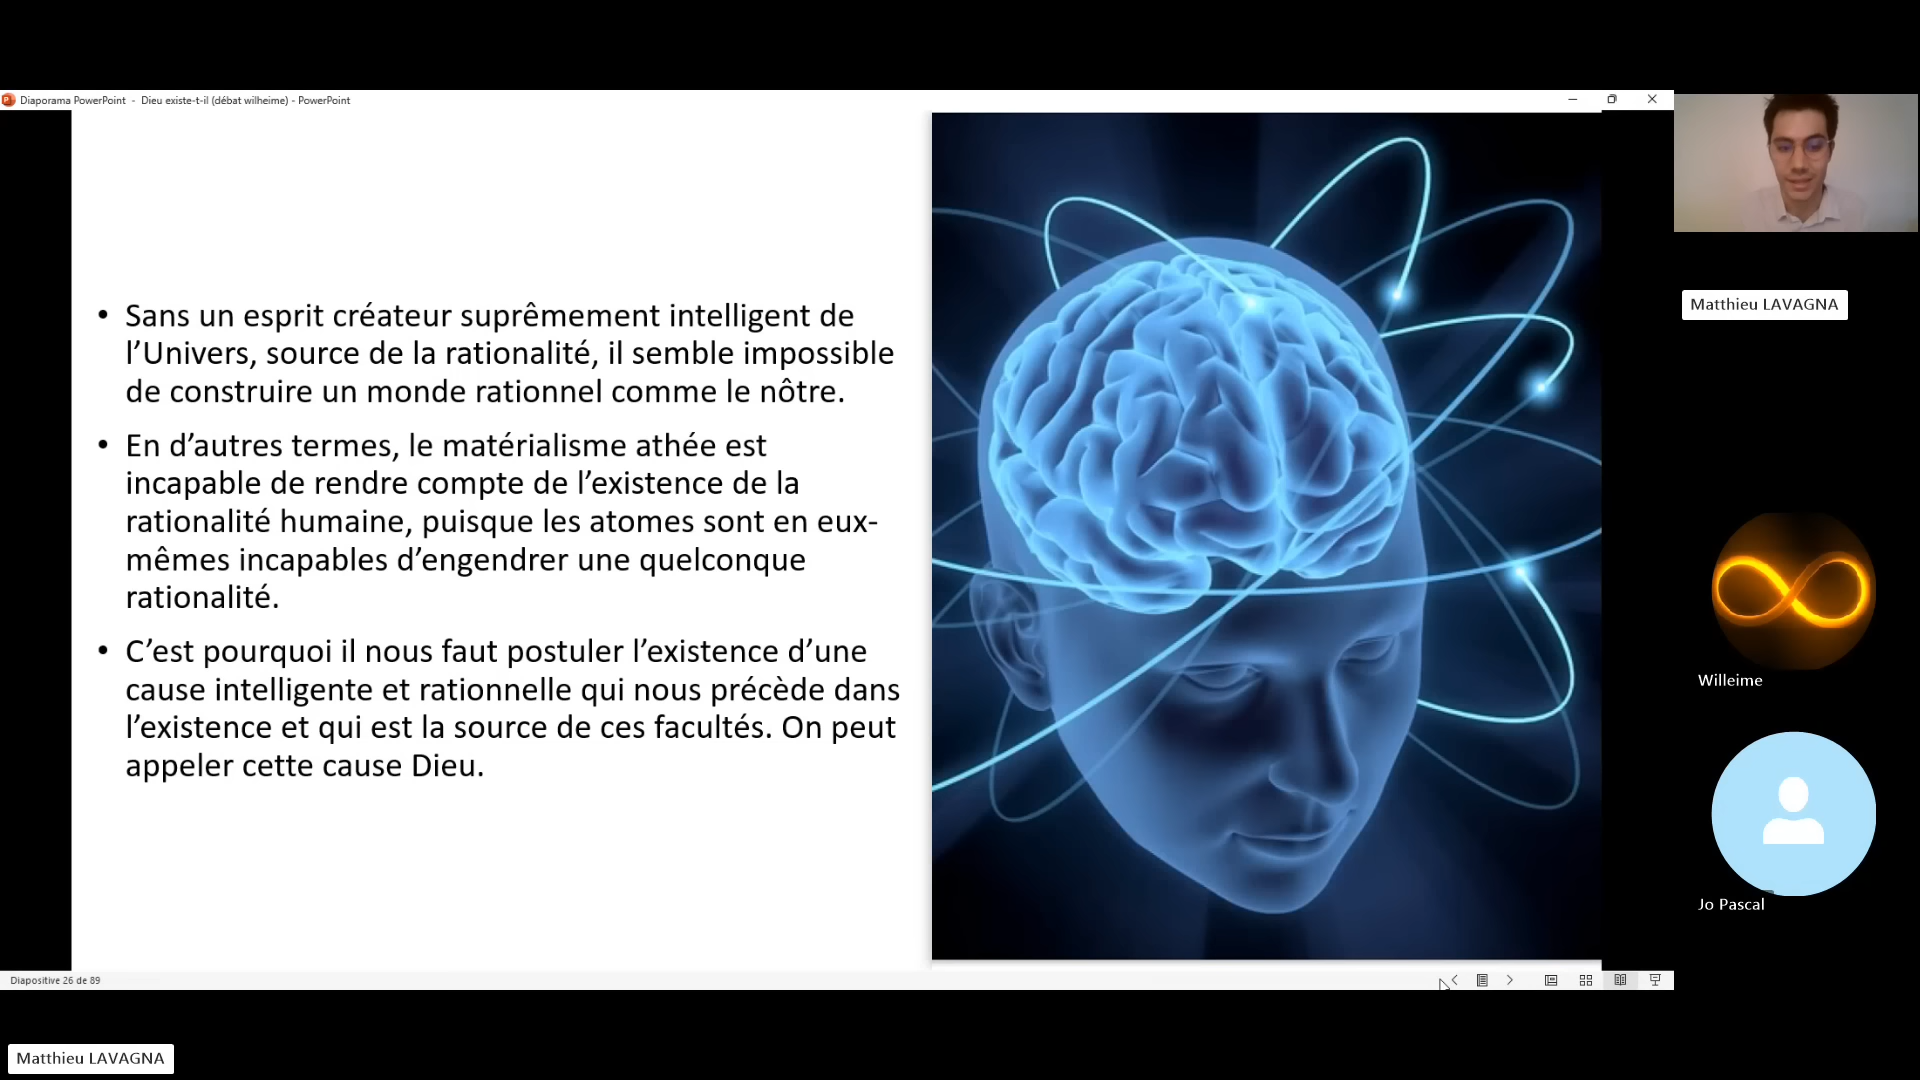 Diaporama PowerPoint - Dieu existe-t-il (débat wilheime) - PowerPoint
• Sans un esprit créateur suprêmement intelligent de
l’Univers, source de la rationalité, il semble impossible
de construire un monde rationnel comme le nôtre.
• En d’autres termes, le matérialisme athée est
incapable de rendre compte de l’existence de la
rationalité humaine, puisque les atomes sont en eux-
mêmes incapables d’engendrer une quelconque
rationalité.
• C’est pourquoi il nous faut postuler l’existence d’une
cause intelligente et rationnelle qui nous précède dans
l’existence et qui est la source de ces facultés. On peut
appeler cette cause Dieu.
Matthieu LAVAGNA
Willeime
Jo Pascal
Diapositive 26 de 89
Matthieu LAVAGNA